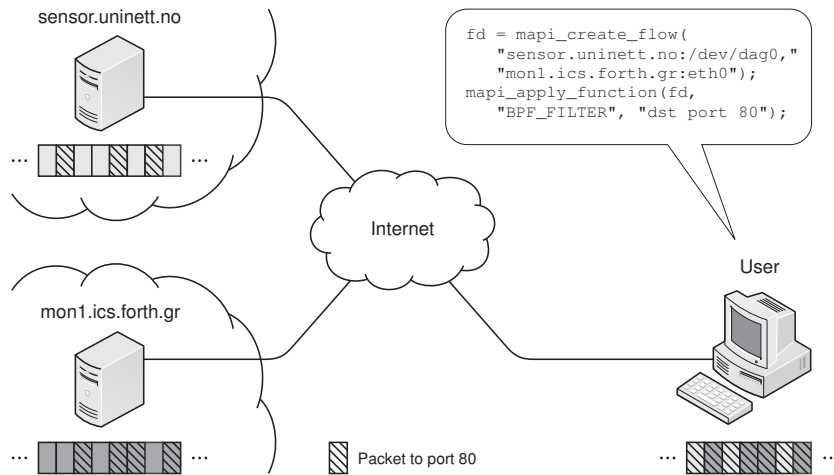 sensor.uninett.no
fd = mapi_create_flow(
"sensor.uninett.no:/dev/dag0,"
"mon1.ics.forth.gr:eth0");
mapi_apply_function(fd,
"BPF_FILTER", "dst port 80");
... ...
Internet
User
mon1.ics.forth.gr
... ...
Packet to port 80
... ..